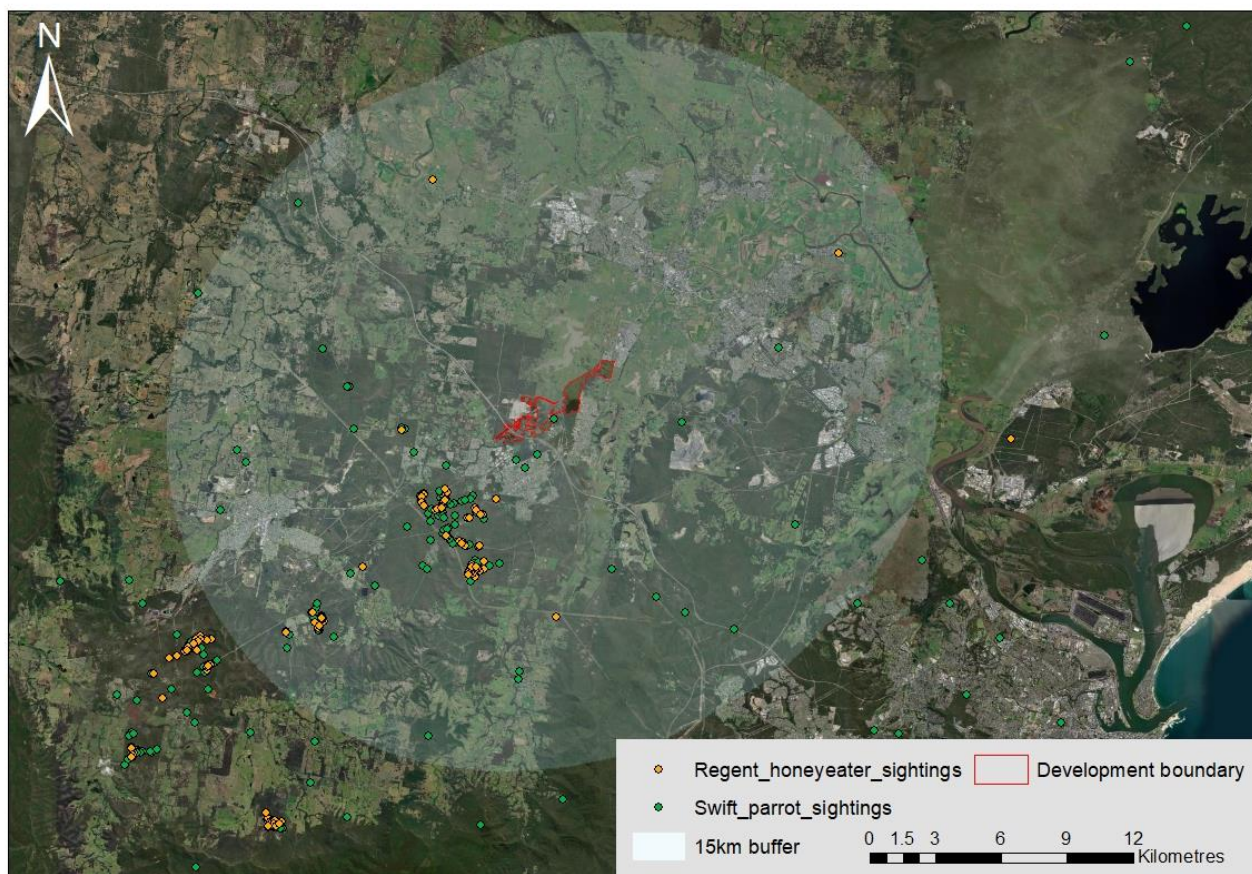 N
Regent_honeyeater_sightings
Development boundary
Swift_parrot_sightings
15km buffer
0 1.5 3 6 9 12
Kilometres